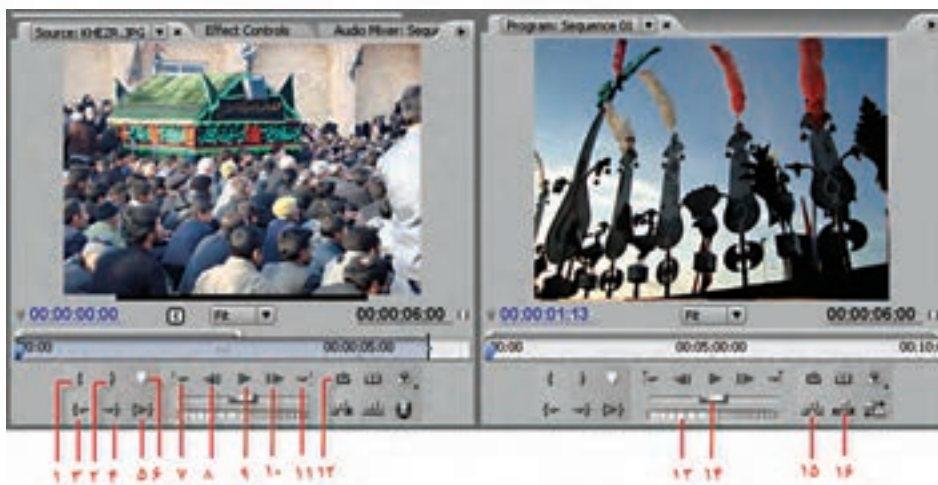 Source: KHEZR.JPG Effect Controls Audio Mixer: Sequ
Program: Sequence 01
00:00:00:00 Fit 00:00:06:00
00:00:01:13 Fit 00:00:06:00
00:00 00:00:05:00
00:00 00:05:00:00 00:10:0
۱ ۳ ۲ ۴ ۵ ۶ ۷ ۸ ۹ ۱۰ ۱۱ ۱۲
۱۳ ۱۴ ۱۵ ۱۶